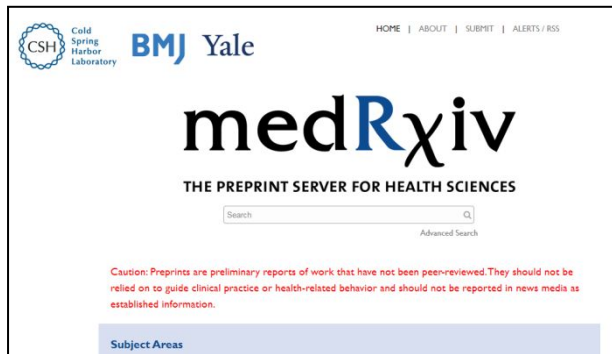 CSH
Cold
Spring
Harbor
Laboratory
BMJ Yale
HOME | ABOUT | SUBMIT | ALERTS / RSS
medRχiv
THE PREPRINT SERVER FOR HEALTH SCIENCES
Search
Advanced Search
Caution: Preprints are preliminary reports of work that have not been peer-reviewed.They should not be
relied on to guide clinical practice or health-related behavior and should not be reported in news media as
established information.
Subject Areas